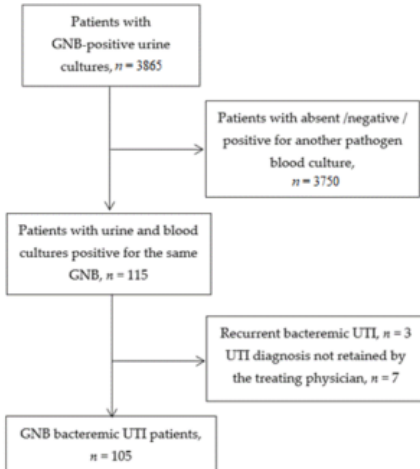 Patients with
GNB-positive urine
cultures, n = 3865
Patients with absent /negative /
positive for another pathogen
blood culture,
n = 3750
Patients with urine and blood
cultures positive for the same
GNB, n = 115
Recurrent bacteremic UTI, n = 3
UTI diagnosis not retained by
the treating physician, n = 7
GNB bacteremic UTI patients,
n = 105